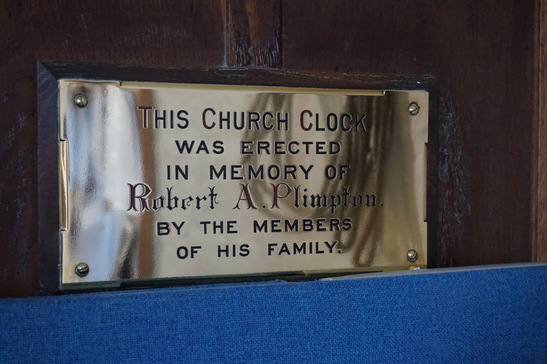 This Church Clock
was erected
in memory of
Robert A. Plimpton.
by the members
of his family.